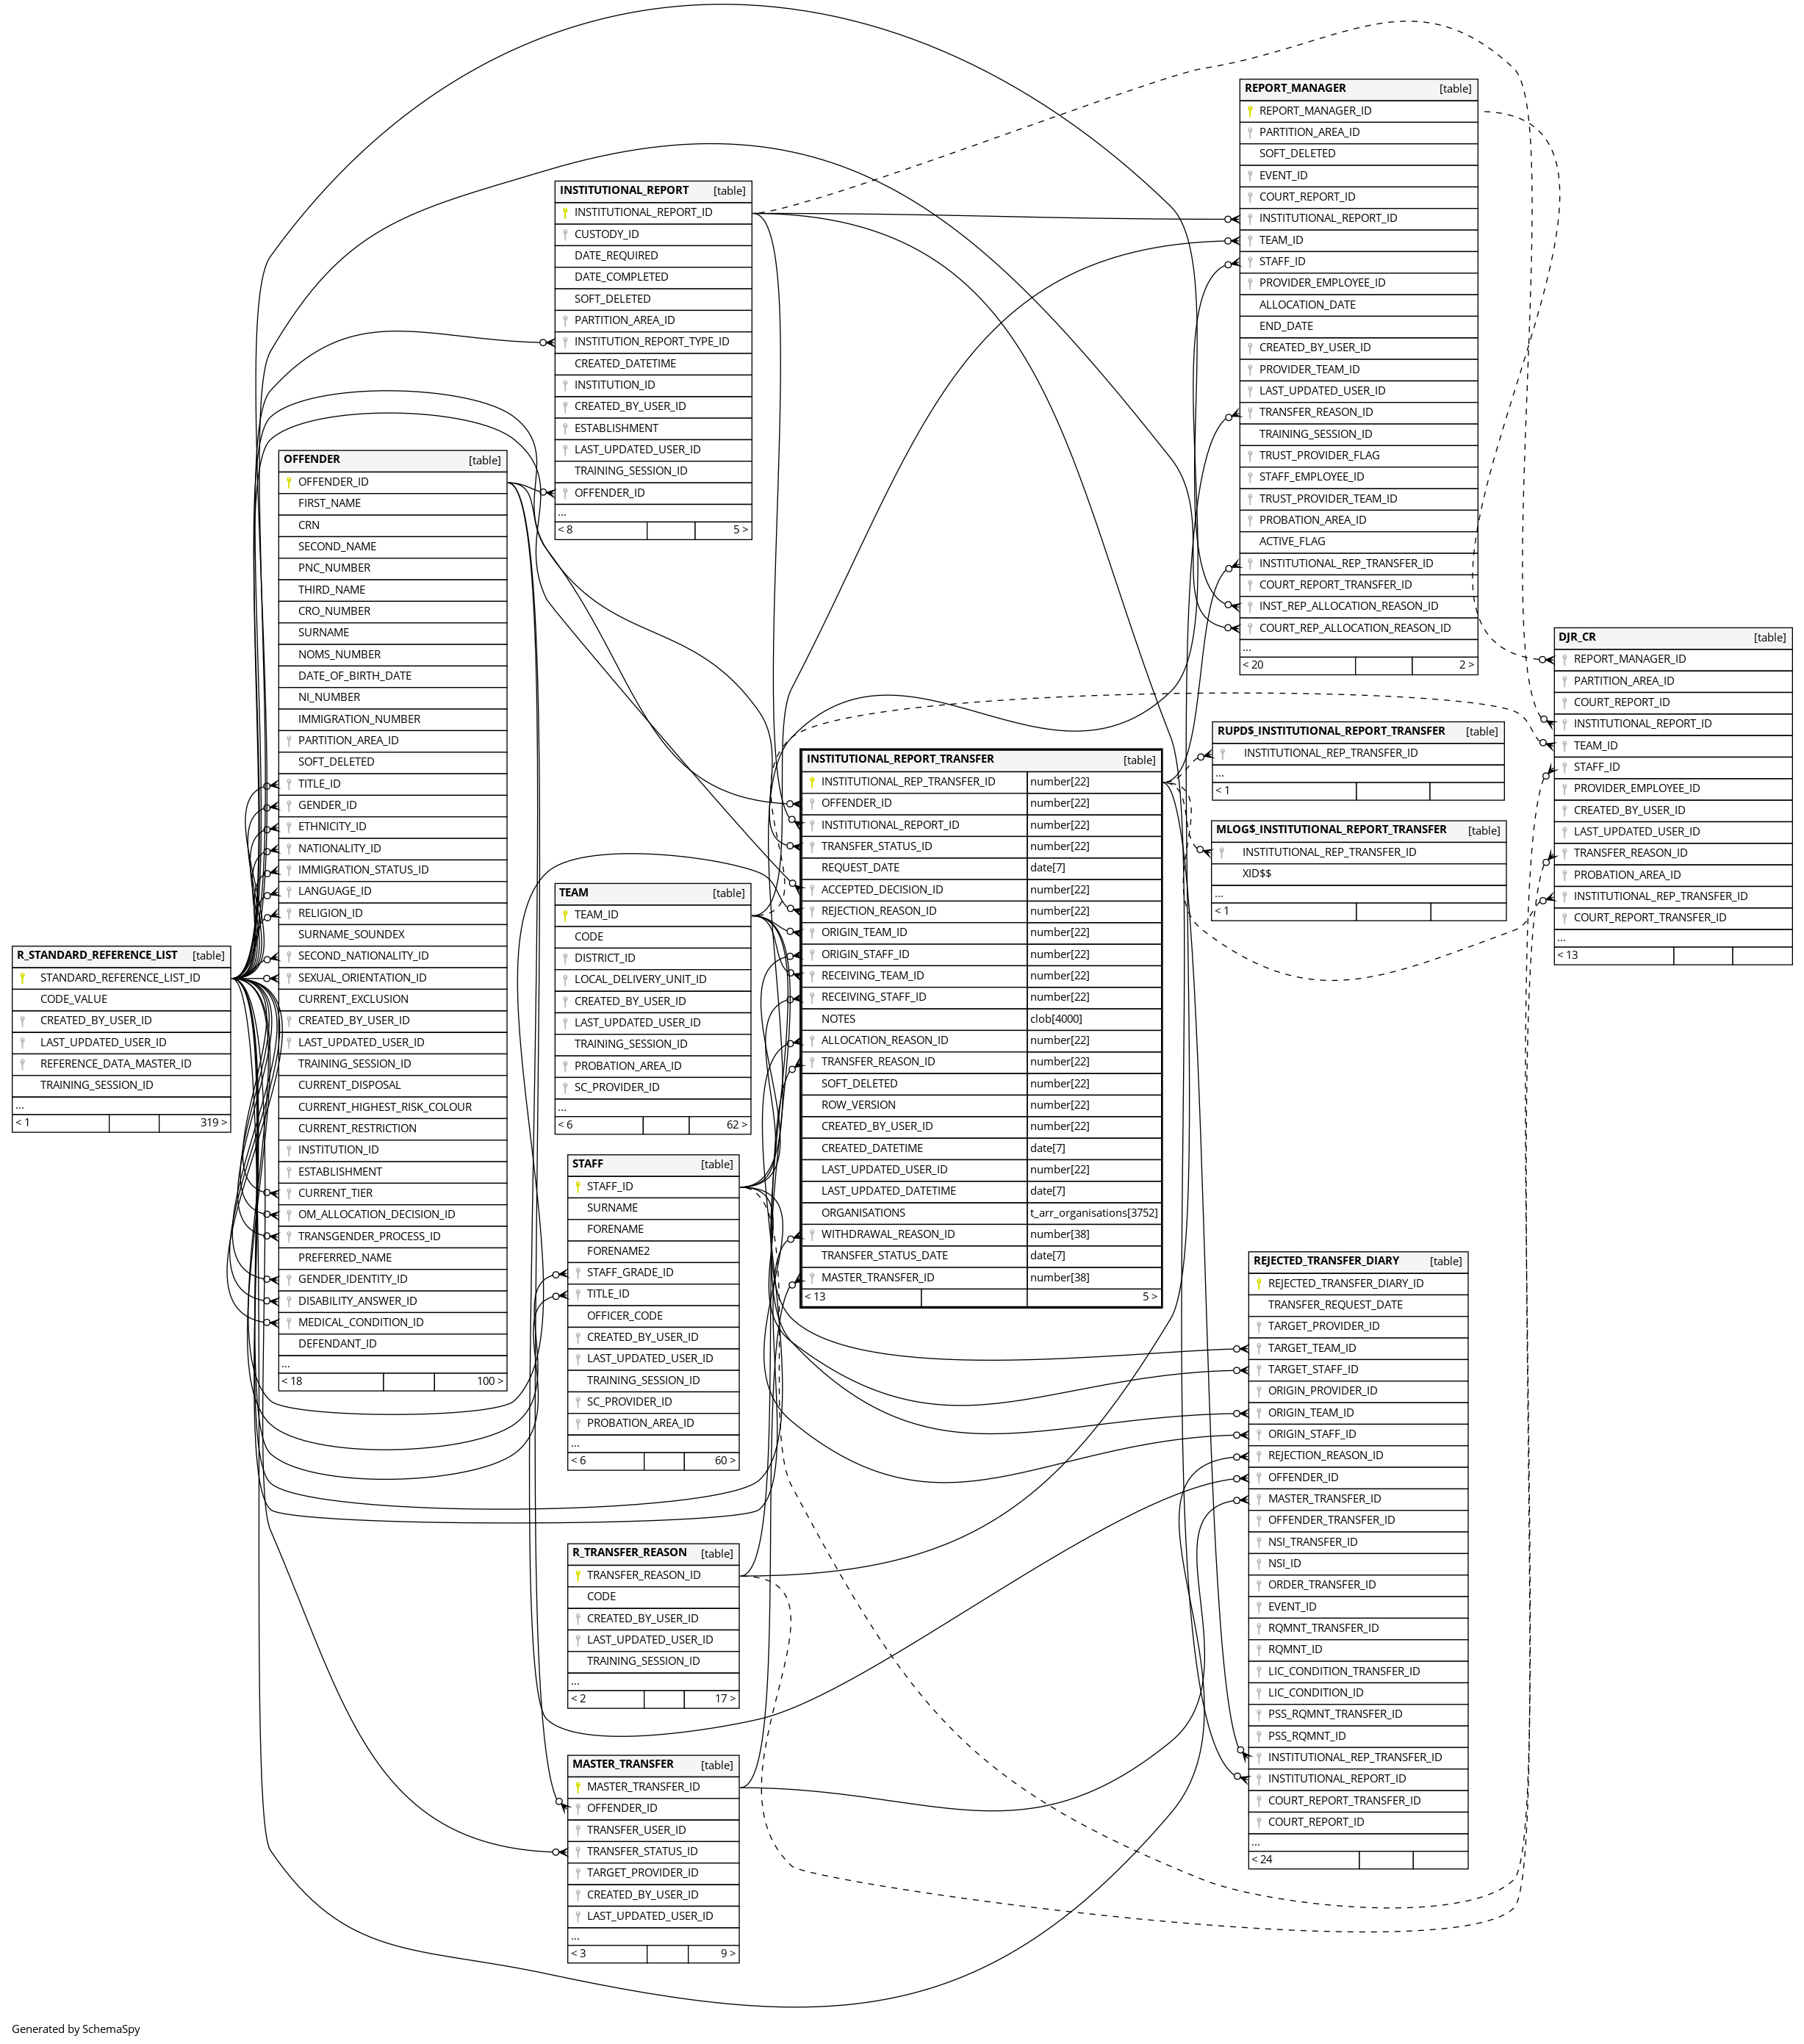 REPORT_MANAGER [table]
REPORT_MANAGER_ID
PARTITION_AREA_ID
SOFT_DELETED
EVENT_ID
COURT_REPORT_ID
INSTITUTIONAL_REPORT_ID
TEAM_ID
STAFF_ID
PROVIDER_EMPLOYEE_ID
ALLOCATION_DATE
END_DATE
CREATED_BY_USER_ID
PROVIDER_TEAM_ID
LAST_UPDATED_USER_ID
TRANSFER_REASON_ID
TRAINING_SESSION_ID
TRUST_PROVIDER_FLAG
STAFF_EMPLOYEE_ID
TRUST_PROVIDER_TEAM_ID
PROBATION_AREA_ID
ACTIVE_FLAG
INSTITUTIONAL_REP_TRANSFER_ID
COURT_REPORT_TRANSFER_ID
INST_REP_ALLOCATION_REASON_ID
COURT_REP_ALLOCATION_REASON_ID
...
< 20 2 >
INSTITUTIONAL_REPORT [table]
INSTITUTIONAL_REPORT_ID
CUSTODY_ID
DATE_REQUIRED
DATE_COMPLETED
SOFT_DELETED
PARTITION_AREA_ID
INSTITUTION_REPORT_TYPE_ID
CREATED_DATETIME
INSTITUTION_ID
CREATED_BY_USER_ID
ESTABLISHMENT
LAST_UPDATED_USER_ID
TRAINING_SESSION_ID
OFFENDER_ID
...
< 8 5 >
OFFENDER [table]
OFFENDER_ID
FIRST_NAME
CRN
SECOND_NAME
PNC_NUMBER
THIRD_NAME
CRO_NUMBER
SURNAME
NOMS_NUMBER
DATE_OF_BIRTH_DATE
NI_NUMBER
IMMIGRATION_NUMBER
PARTITION_AREA_ID
SOFT_DELETED
TITLE_ID
GENDER_ID
ETHNICITY_ID
NATIONALITY_ID
IMMIGRATION_STATUS_ID
LANGUAGE_ID
RELIGION_ID
SURNAME_SOUNDEX
SECOND_NATIONALITY_ID
SEXUAL_ORIENTATION_ID
CURRENT_EXCLUSION
CREATED_BY_USER_ID
LAST_UPDATED_USER_ID
TRAINING_SESSION_ID
CURRENT_DISPOSAL
CURRENT_HIGHEST_RISK_COLOUR
CURRENT_RESTRICTION
INSTITUTION_ID
ESTABLISHMENT
CURRENT_TIER
OM_ALLOCATION_DECISION_ID
TRANSGENDER_PROCESS_ID
PREFERRED_NAME
GENDER_IDENTITY_ID
DISABILITY_ANSWER_ID
MEDICAL_CONDITION_ID
DEFENDANT_ID
...
< 18 100 >
DJR_CR [table]
REPORT_MANAGER_ID
PARTITION_AREA_ID
COURT_REPORT_ID
INSTITUTIONAL_REPORT_ID
TEAM_ID
STAFF_ID
PROVIDER_EMPLOYEE_ID
CREATED_BY_USER_ID
LAST_UPDATED_USER_ID
TRANSFER_REASON_ID
PROBATION_AREA_ID
INSTITUTIONAL_REP_TRANSFER_ID
COURT_REPORT_TRANSFER_ID
...
< 13
RUPD$_INSTITUTIONAL_REPORT_TRANSFER [table]
INSTITUTIONAL_REP_TRANSFER_ID
...
< 1
MLOG$_INSTITUTIONAL_REPORT_TRANSFER [table]
INSTITUTIONAL_REP_TRANSFER_ID
XID$$
...
< 1
INSTITUTIONAL_REPORT_TRANSFER [table]
INSTITUTIONAL_REP_TRANSFER_ID number[22]
OFFENDER_ID number[22]
INSTITUTIONAL_REPORT_ID number[22]
TRANSFER_STATUS_ID number[22]
REQUEST_DATE date[7]
ACCEPTED_DECISION_ID number[22]
REJECTION_REASON_ID number[22]
ORIGIN_TEAM_ID number[22]
ORIGIN_STAFF_ID number[22]
RECEIVING_TEAM_ID number[22]
RECEIVING_STAFF_ID number[22]
NOTES clob[4000]
ALLOCATION_REASON_ID number[22]
TRANSFER_REASON_ID number[22]
SOFT_DELETED number[22]
ROW_VERSION number[22]
CREATED_BY_USER_ID number[22]
CREATED_DATETIME date[7]
LAST_UPDATED_USER_ID number[22]
LAST_UPDATED_DATETIME date[7]
ORGANISATIONS t_arr_organisations[3752]
WITHDRAWAL_REASON_ID number[38]
TRANSFER_STATUS_DATE date[7]
MASTER_TRANSFER_ID number[38]
< 13 5 >
TEAM [table]
TEAM_ID
CODE
DISTRICT_ID
LOCAL_DELIVERY_UNIT_ID
CREATED_BY_USER_ID
LAST_UPDATED_USER_ID
TRAINING_SESSION_ID
PROBATION_AREA_ID
SC_PROVIDER_ID
...
< 6 62 >
R_STANDARD_REFERENCE_LIST [table]
STANDARD_REFERENCE_LIST_ID
CODE_VALUE
CREATED_BY_USER_ID
LAST_UPDATED_USER_ID
REFERENCE_DATA_MASTER_ID
TRAINING_SESSION_ID
...
< 1 319 >
STAFF [table]
STAFF_ID
SURNAME
FORENAME
FORENAME2
STAFF_GRADE_ID
TITLE_ID
OFFICER_CODE
CREATED_BY_USER_ID
LAST_UPDATED_USER_ID
TRAINING_SESSION_ID
SC_PROVIDER_ID
PROBATION_AREA_ID
...
< 6 60 >
REJECTED_TRANSFER_DIARY [table]
REJECTED_TRANSFER_DIARY_ID
TRANSFER_REQUEST_DATE
TARGET_PROVIDER_ID
TARGET_TEAM_ID
TARGET_STAFF_ID
ORIGIN_PROVIDER_ID
ORIGIN_TEAM_ID
ORIGIN_STAFF_ID
REJECTION_REASON_ID
OFFENDER_ID
MASTER_TRANSFER_ID
OFFENDER_TRANSFER_ID
NSI_TRANSFER_ID
NSI_ID
ORDER_TRANSFER_ID
EVENT_ID
RQMNT_TRANSFER_ID
RQMNT_ID
LIC_CONDITION_TRANSFER_ID
LIC_CONDITION_ID
PSS_RQMNT_TRANSFER_ID
PSS_RQMNT_ID
INSTITUTIONAL_REP_TRANSFER_ID
INSTITUTIONAL_REPORT_ID
COURT_REPORT_TRANSFER_ID
COURT_REPORT_ID
...
< 24
R_TRANSFER_REASON [table]
TRANSFER_REASON_ID
CODE
CREATED_BY_USER_ID
LAST_UPDATED_USER_ID
TRAINING_SESSION_ID
...
< 2 17 >
MASTER_TRANSFER [table]
MASTER_TRANSFER_ID
OFFENDER_ID
TRANSFER_USER_ID
TRANSFER_STATUS_ID
TARGET_PROVIDER_ID
CREATED_BY_USER_ID
LAST_UPDATED_USER_ID
...
< 3 9 >
Generated by SchemaSpy